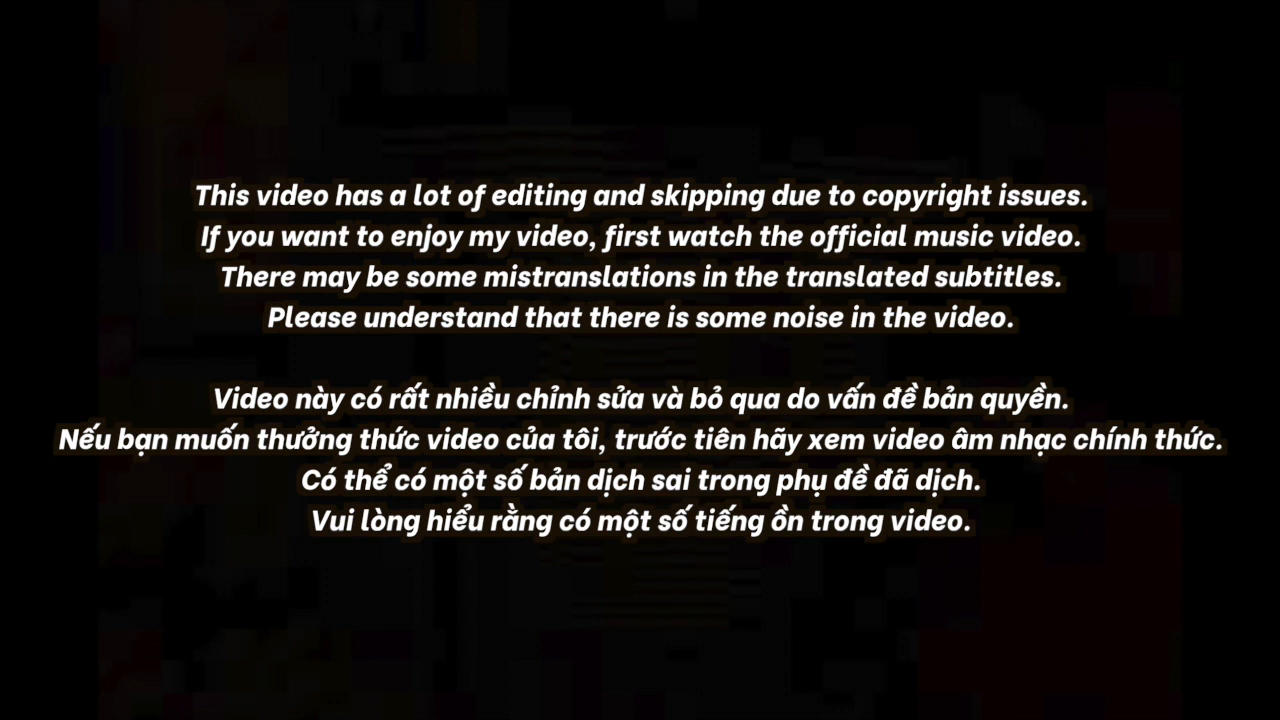 This video has a lot of editing and skipping due to copyright issues.
If you want to enjoy my video, first watch the official music video.
There may be some mistranslations in the translated subtitles.
Please understand that there is some noise in the video.
Video này có rất nhiều chỉnh sửa và bỏ qua do vấn đề bản quyền.
Nếu bạn muốn thưởng thức video của tôi, trước tiên hãy xem video âm nhạc chính thức.
Có thể có một số bản dịch sai trong phụ đề đã dịch.
Vui lòng hiểu rằng có một số tiếng ồn trong video.